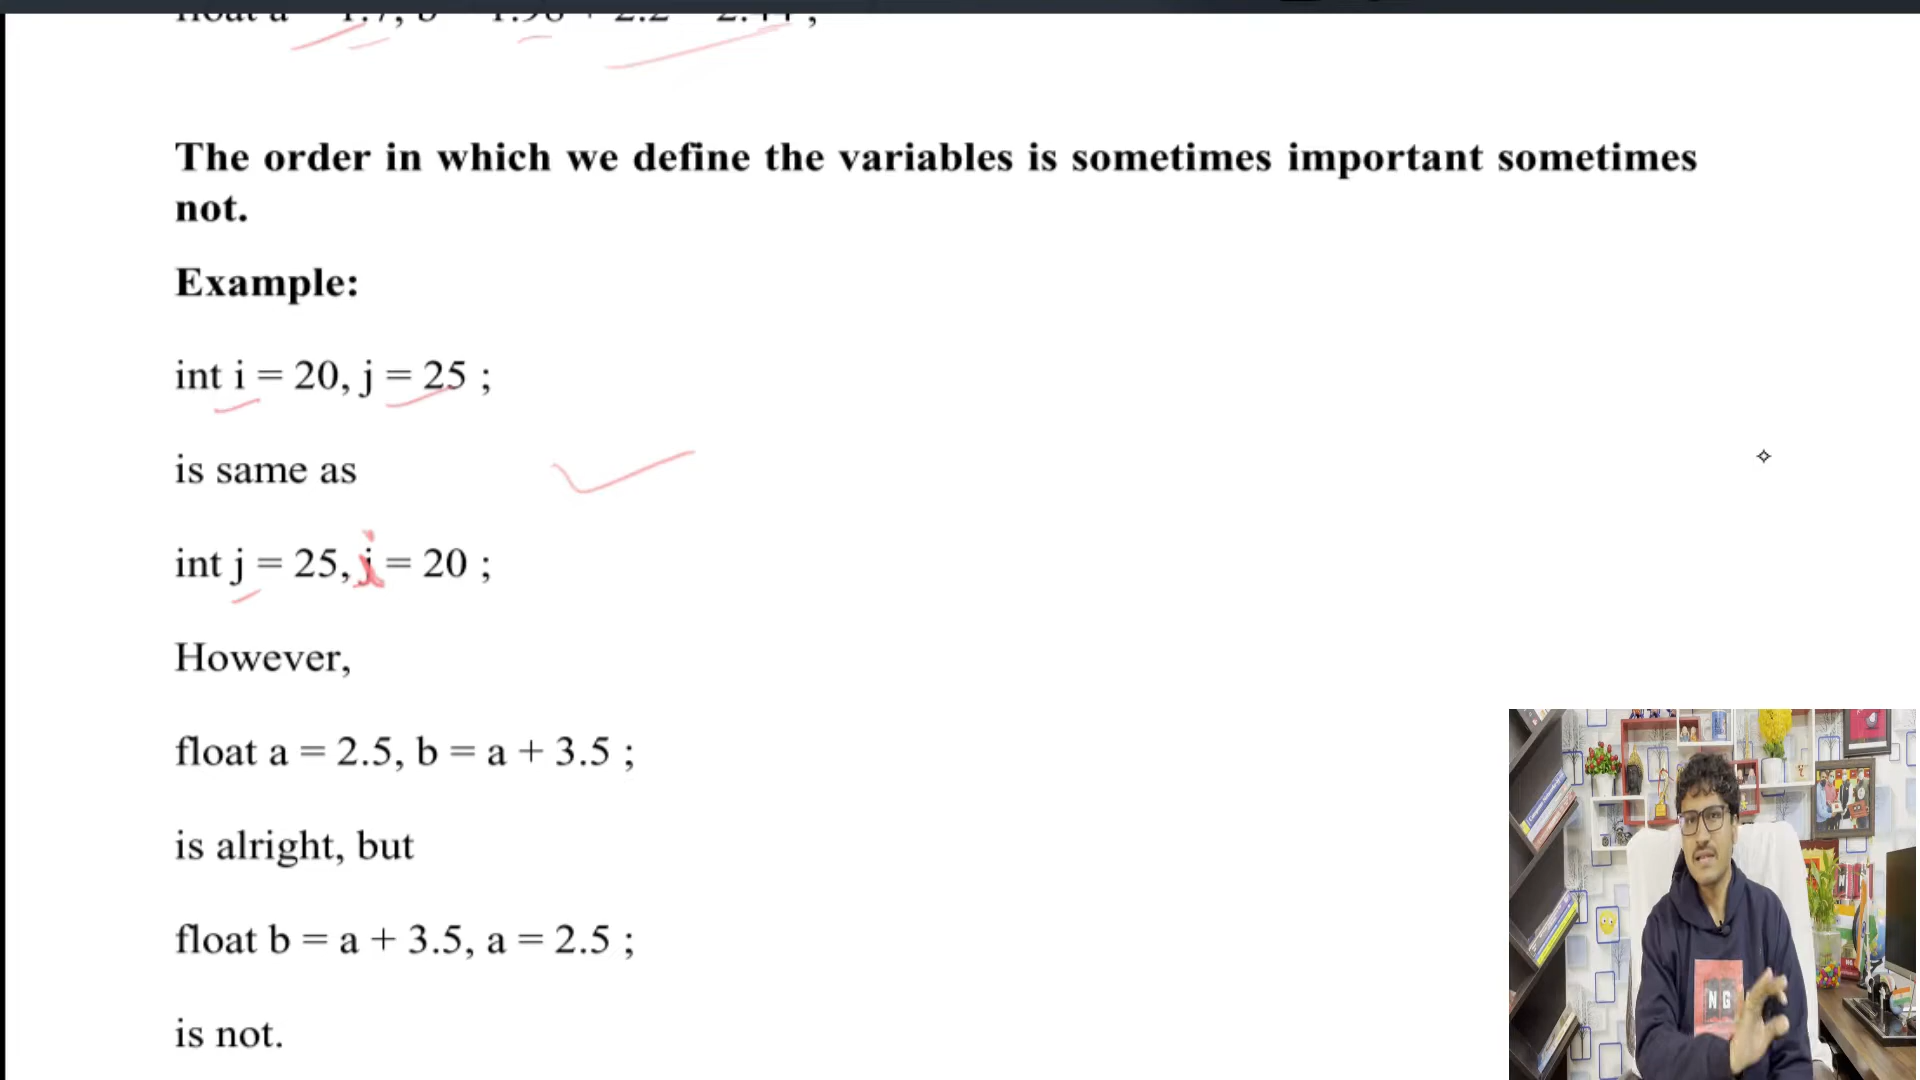 The order in which we define the variables is sometimes important sometimes
not.
Example:
int i = 20, j = 25 ;
is same as
int j = 25, i = 20 ;
However,
float a = 2.5, b = a + 3.5 ;
is alright, but
float b = a + 3.5, a = 2.5 ;
is not.
NG